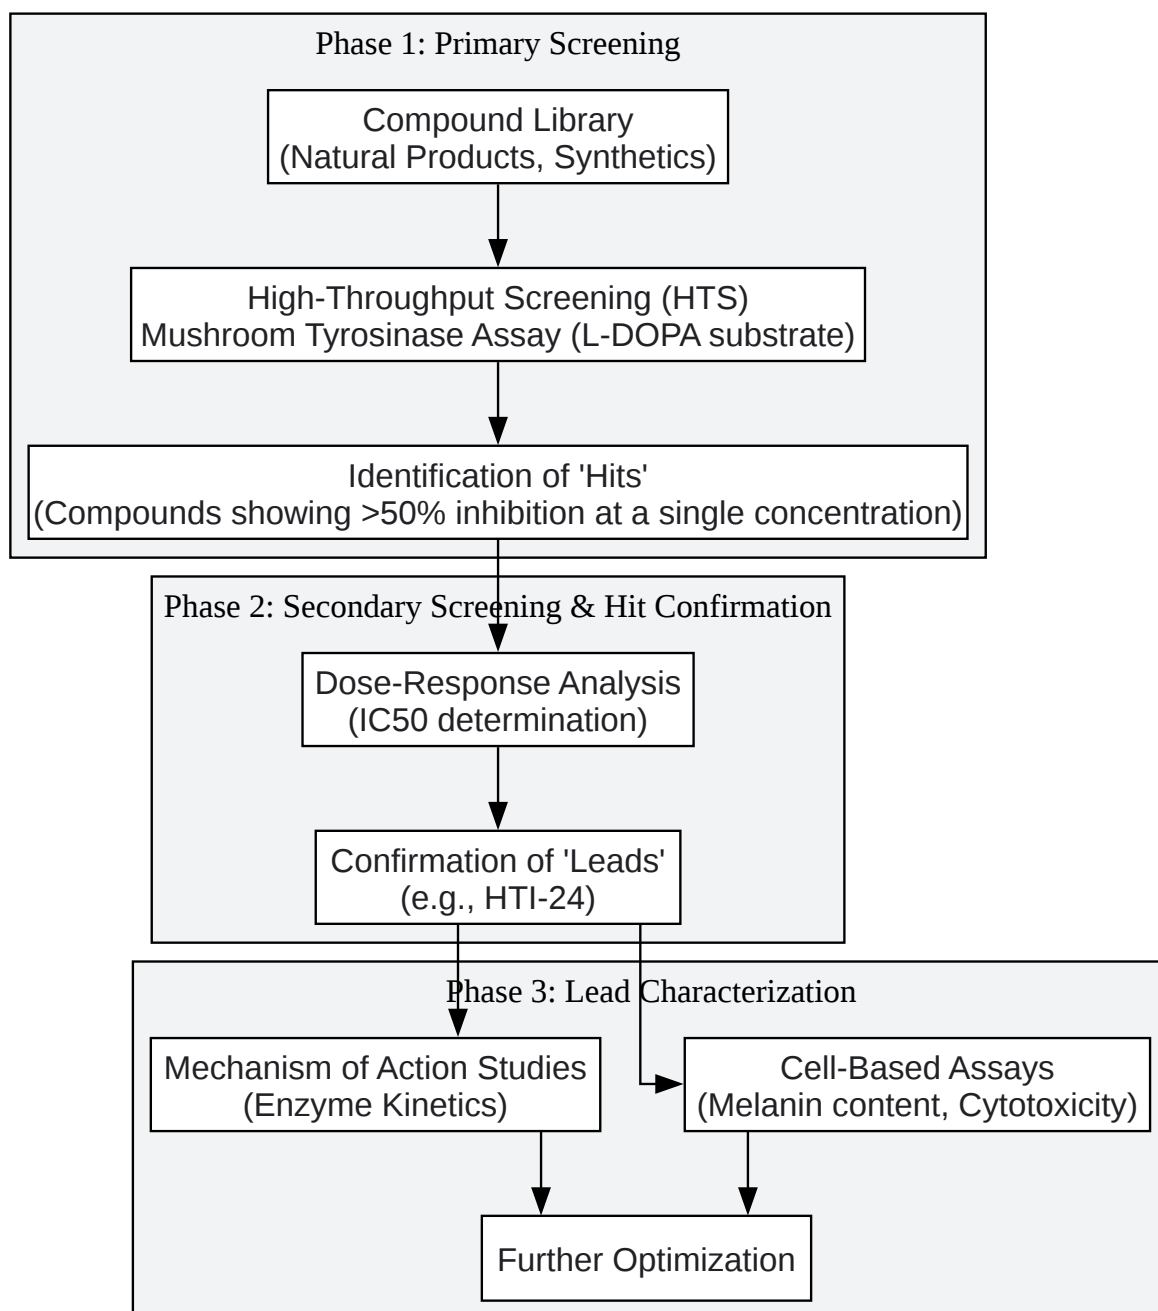 Phase 1: Primary Screening
Compound Library
(Natural Products, Synthetics)
High-Throughput Screening (HTS)
Mushroom Tyrosinase Assay (L-DOPA substrate)
Identification of 'Hits'
(Compounds showing >50% inhibition at a single concentration)
Phase 2: Secondary Screening & Hit Confirmation
Dose-Response Analysis
(IC50 determination)
Confirmation of 'Leads'
(e.g., HTI-24)
Phase 3: Lead Characterization
Mechanism of Action Studies
(Enzyme Kinetics)
Cell-Based Assays
(Melanin content, Cytotoxicity)
Further Optimization